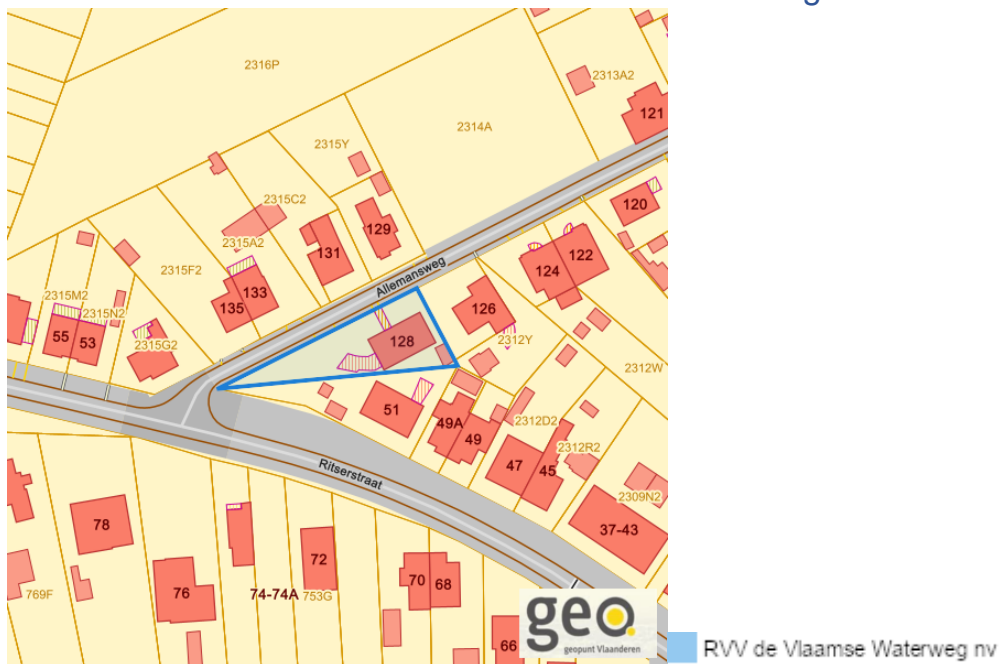 2316P
2313A2
121
2314A
2315Y
2315C2
120
129
2315A2
131
122
124
2315F2
Allemansweg
133
135
2315M2
2315N2
126
55
53
2315G2
128
2312Y
2312W
51
49A
49
2312D2
2312R2
47
45
Ritserstraat
2309N2
37-43
78
72
70
68
76
74-74A
753G
769F
66
geo
geopunt Vlaanderen
RVV de Vlaamse Waterweg nv